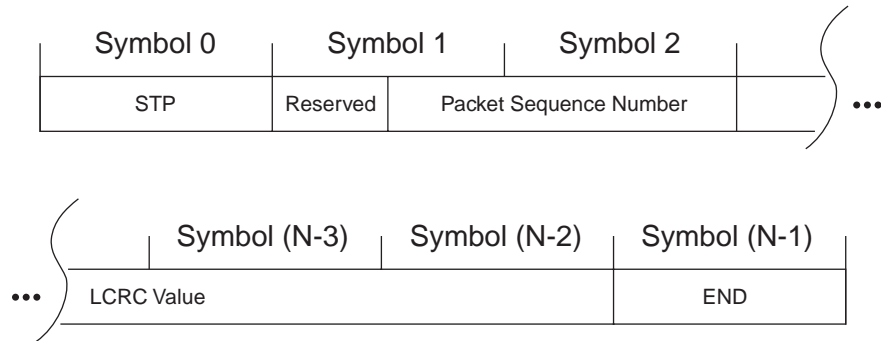 Symbol 0 Symbol 1 Symbol 2
STP Reserved Packet Sequence Number
•••
Symbol (N-3) Symbol (N-2) Symbol (N-1)
••• LCRC Value END